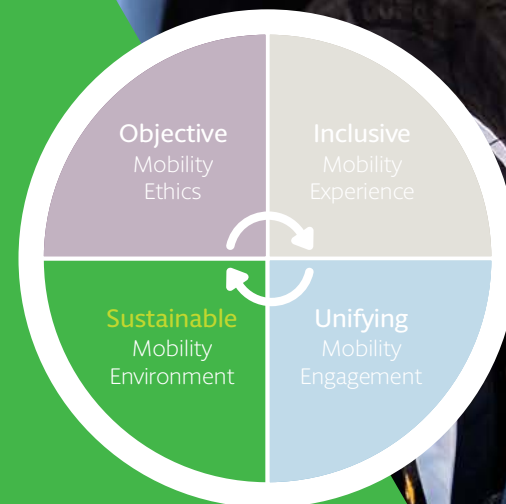 Objective
Mobility
Ethics
Inclusive
Mobility
Experience
Sustainable
Mobility
Environment
Unifying
Mobility
Engagement